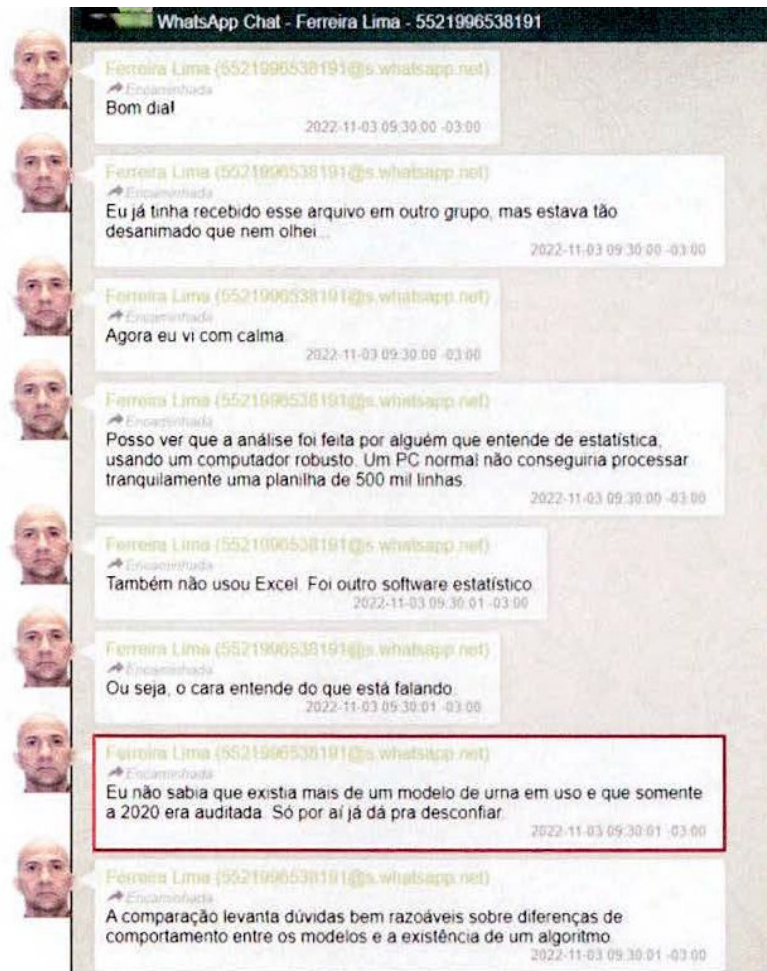 WhatsApp Chat - Ferreira Lima - 5521996538191
Ferreira Lima (5521996538191@s.whatsapp.net)
Encaminhada
Bom dia!
2022-11-03 09:30:00 -03:00
Ferreira Lima (5521996538191@s.whatsapp.net)
Encaminhada
Eu já tinha recebido esse arquivo em outro grupo, mas estava tão
desanimado que nem olhei...
2022-11-03 09:30:00 -03:00
Ferreira Lima (5521996538191@s.whatsapp.net)
Encaminhada
Agora eu vi com calma.
2022-11-03 09:30:00 -03:00
Ferreira Lima (5521996538191@s.whatsapp.net)
Encaminhada
Posso ver que a análise foi feita por alguém que entende de estatística,
usando um computador robusto. Um PC normal não conseguiria processar
tranquilamente uma planilha de 500 mil linhas.
2022-11-03 09:30:00 -03:00
Ferreira Lima (5521996538191@s.whatsapp.net)
Encaminhada
Também não usou Excel. Foi outro software estatístico.
2022-11-03 09:30:01 -03:00
Ferreira Lima (5521996538191@s.whatsapp.net)
Encaminhada
Ou seja, o cara entende do que está falando.
2022-11-03 09:30:01 -03:00
Ferreira Lima (5521996538191@s.whatsapp.net)
Encaminhada
Eu não sabia que existia mais de um modelo de urna em uso e que somente
a 2020 era auditada. Só por aí já dá pra desconfiar.
2022-11-03 09:30:01 -03:00
Ferreira Lima (5521996538191@s.whatsapp.net)
Encaminhada
A comparação levanta dúvidas bem razoáveis sobre diferenças de
comportamento entre os modelos e a existência de um algoritmo.
2022-11-03 09:30:01 -03:00